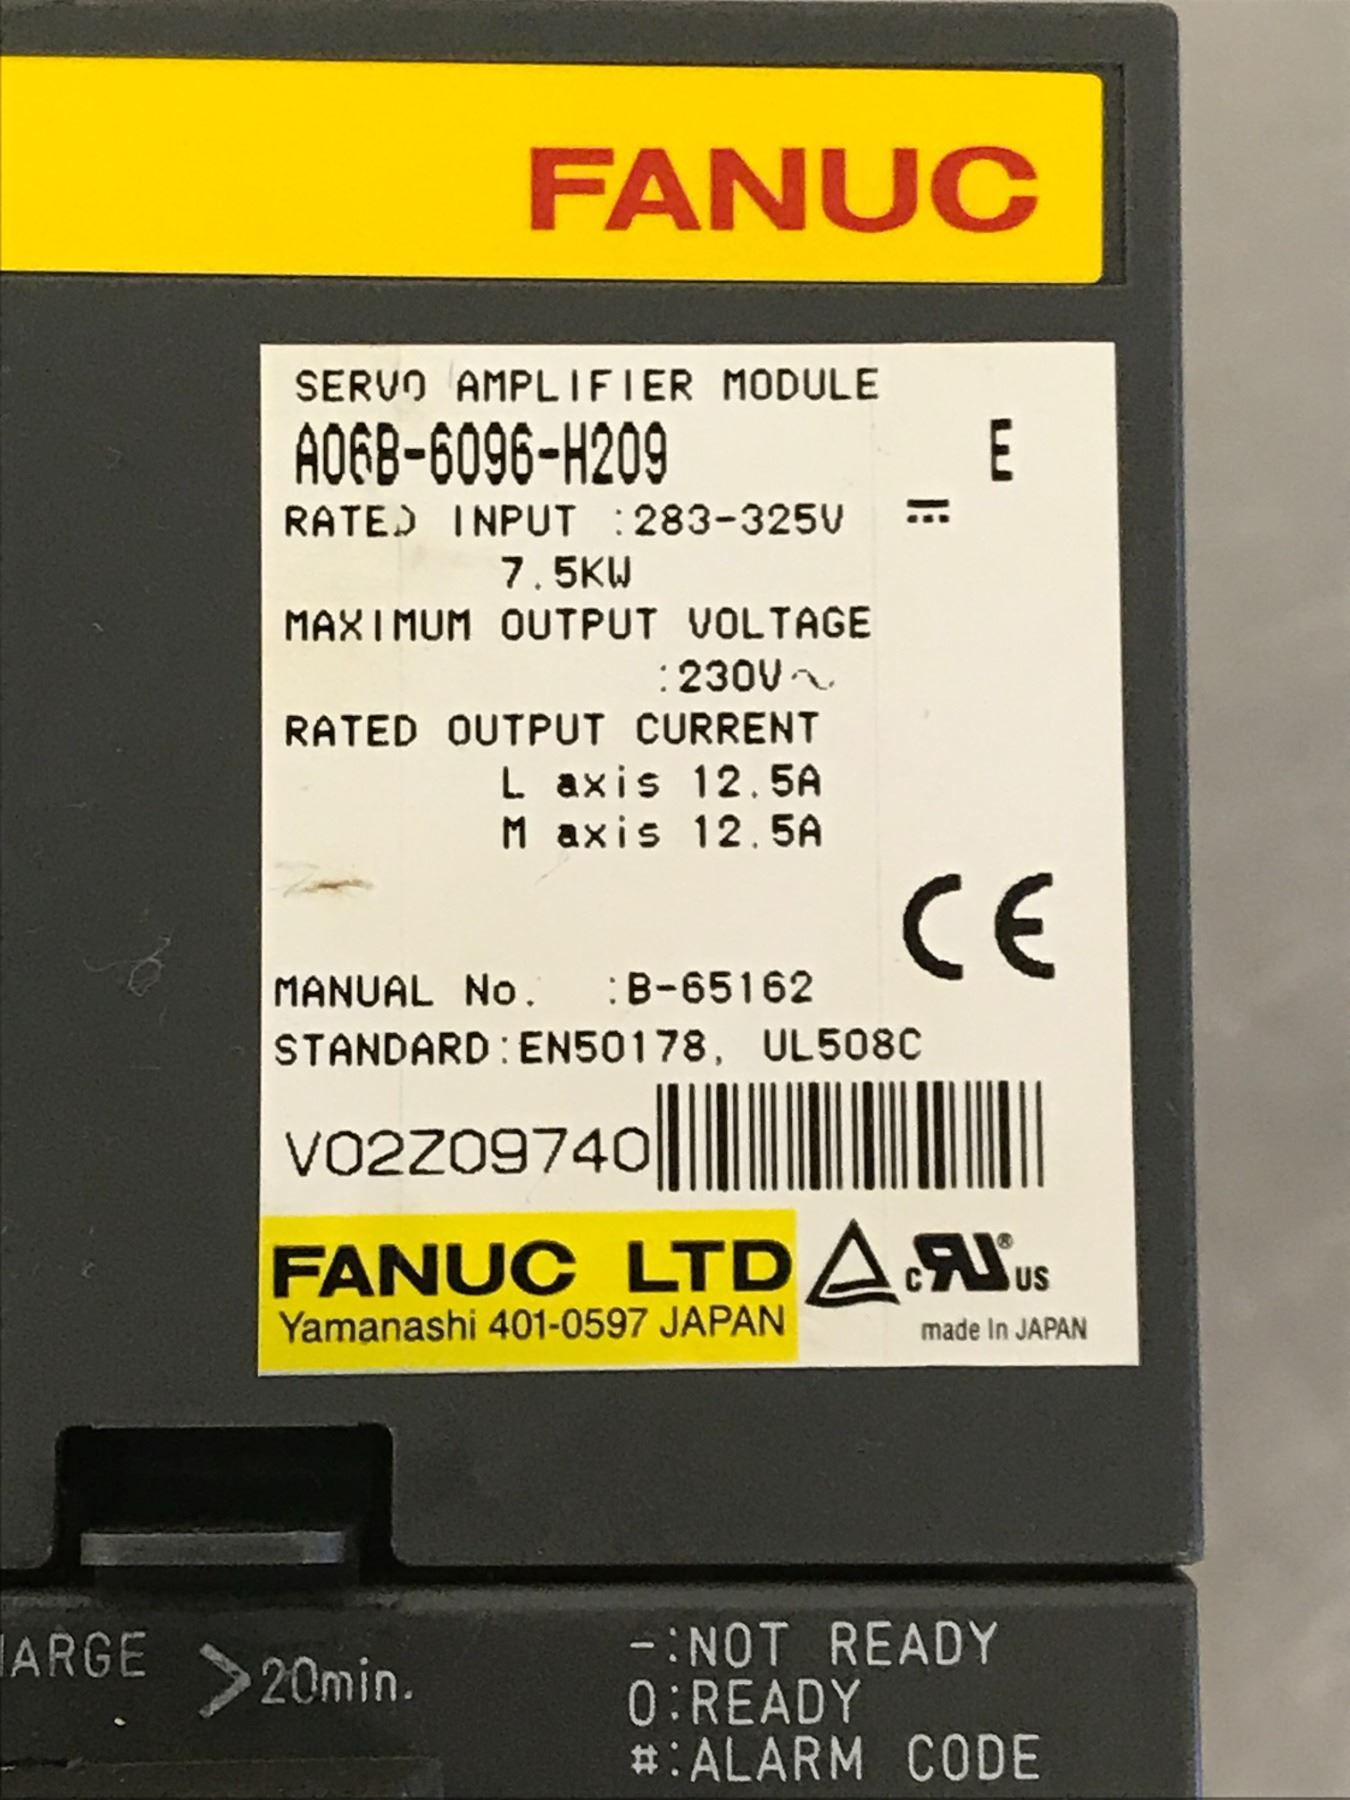 FANUC
SERVO AMPLIFIER MODULE
A06B-6096-H209 E
RATED INPUT :283-325V ⎓
7.5KW
MAXIMUM OUTPUT VOLTAGE
:230V~
RATED OUTPUT CURRENT
L axis 12.5A
M axis 12.5A
CE
MANUAL No. :B-65162
STANDARD:EN50178, UL508C
V02Z09740
FANUC LTD
Yamanashi 401-0597 JAPAN
c RU® US
made in JAPAN
HARGE >20min.
-:NOT READY
0:READY
#:ALARM CODE